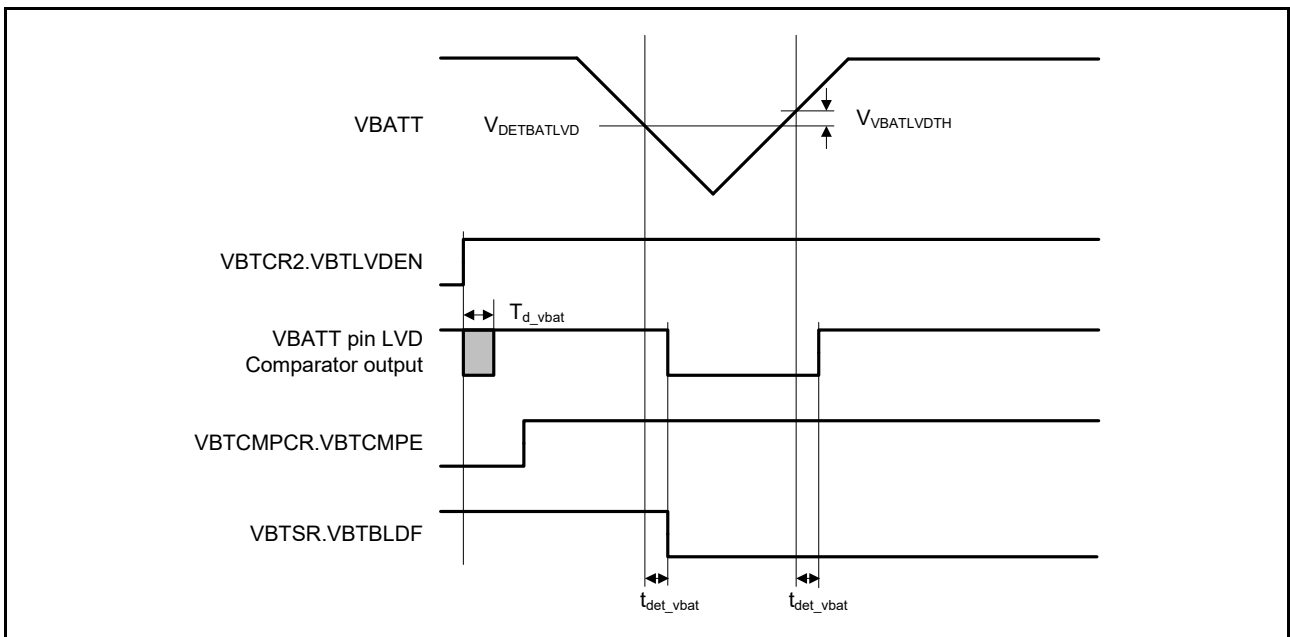 VBATT
VDETBATLVD
VVBATLVDTH
VBTCR2.VBTLVDEN
Td_vbat
VBATT pin LVD
Comparator output
VBTCMPCR.VBTCMPE
VBTSR.VBTBLDF
tdet_vbat
tdet_vbat